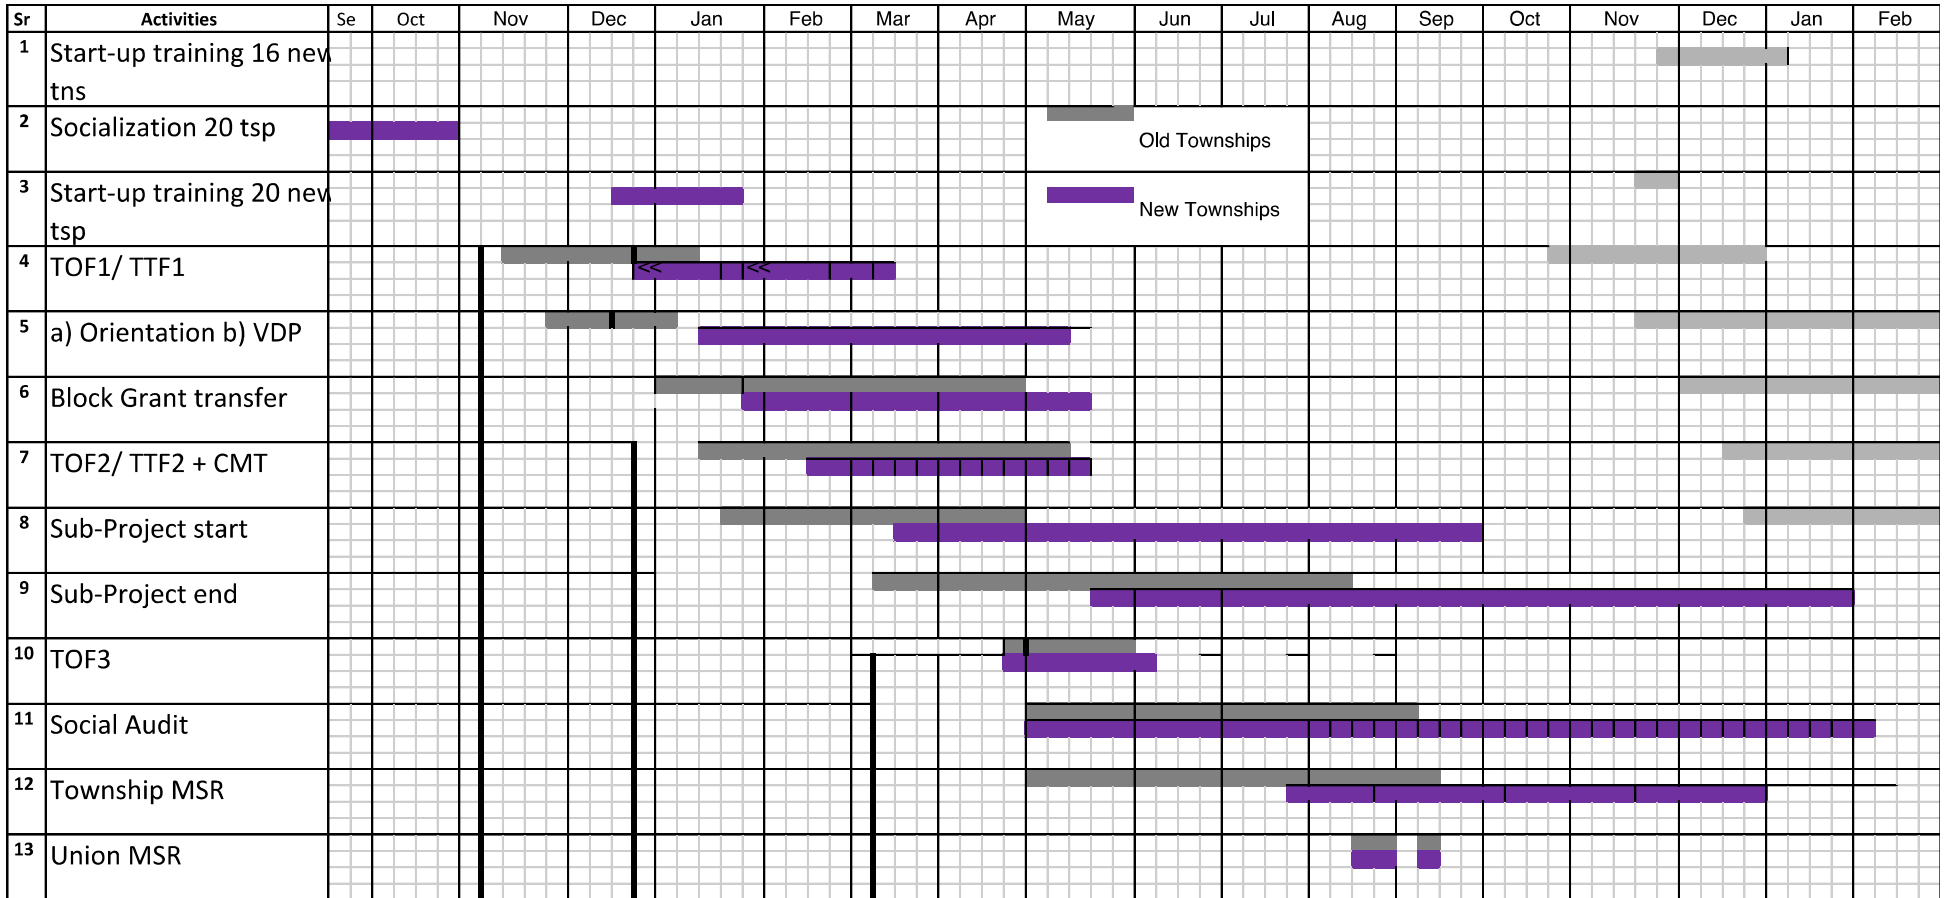 Sr Activities Se Oct Nov Dec Jan Feb Mar Apr May Jun Jul Aug Sep Oct Nov Dec Jan Feb
1 Start-up training 16 new
tns
2 Socialization 20 tsp
Old Townships
3 Start-up training 20 new
tsp
New Townships
4 TOF1/ TTF1 << <<
5 a) Orientation b) VDP
6 Block Grant transfer
7 TOF2/ TTF2 + CMT
8 Sub-Project start
9 Sub-Project end
10 TOF3
11 Social Audit
12 Township MSR
13 Union MSR